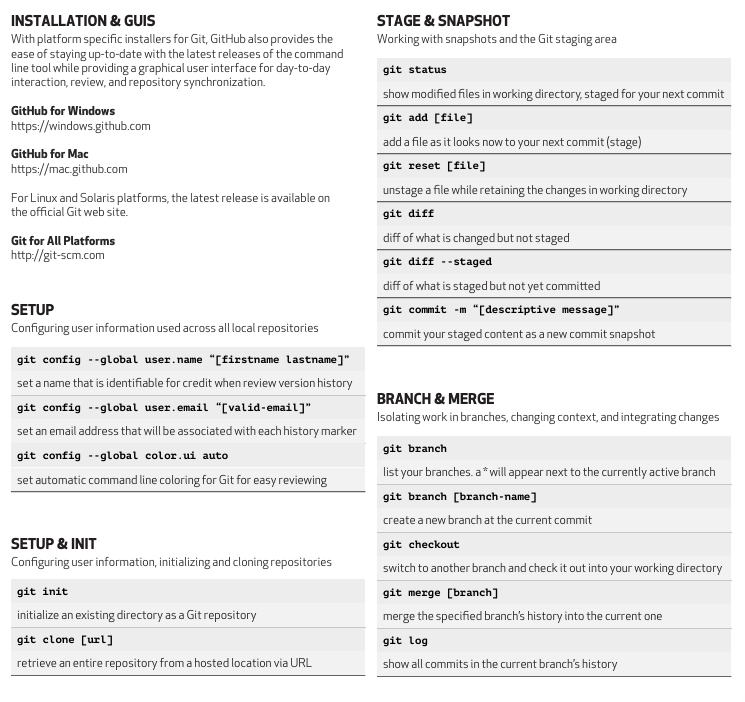 INSTALLATION & GUIS
With platform specific installers for Git, GitHub also provides the
ease of staying up-to-date with the latest releases of the command
line tool while providing a graphical user interface for day-to-day
interaction, review, and repository synchronization.
GitHub for Windows
https://windows.github.com
GitHub for Mac
https://mac.github.com
For Linux and Solaris platforms, the latest release is available on
the official Git web site.
Git for All Platforms
http://git-scm.com
SETUP
Configuring user information used across all local repositories
git config --global user.name “[firstname lastname]”
set a name that is identifiable for credit when review version history
git config --global user.email “[valid-email]”
set an email address that will be associated with each history marker
git config --global color.ui auto
set automatic command line coloring for Git for easy reviewing
SETUP & INIT
Configuring user information, initializing and cloning repositories
git init
initialize an existing directory as a Git repository
git clone [url]
retrieve an entire repository from a hosted location via URL
STAGE & SNAPSHOT
Working with snapshots and the Git staging area
git status
show modified files in working directory, staged for your next commit
git add [file]
add a file as it looks now to your next commit (stage)
git reset [file]
unstage a file while retaining the changes in working directory
git diff
diff of what is changed but not staged
git diff --staged
diff of what is staged but not yet committed
git commit -m “[descriptive message]”
commit your staged content as a new commit snapshot
BRANCH & MERGE
Isolating work in branches, changing context, and integrating changes
git branch
list your branches. a * will appear next to the currently active branch
git branch [branch-name]
create a new branch at the current commit
git checkout
switch to another branch and check it out into your working directory
git merge [branch]
merge the specified branch’s history into the current one
git log
show all commits in the current branch’s history